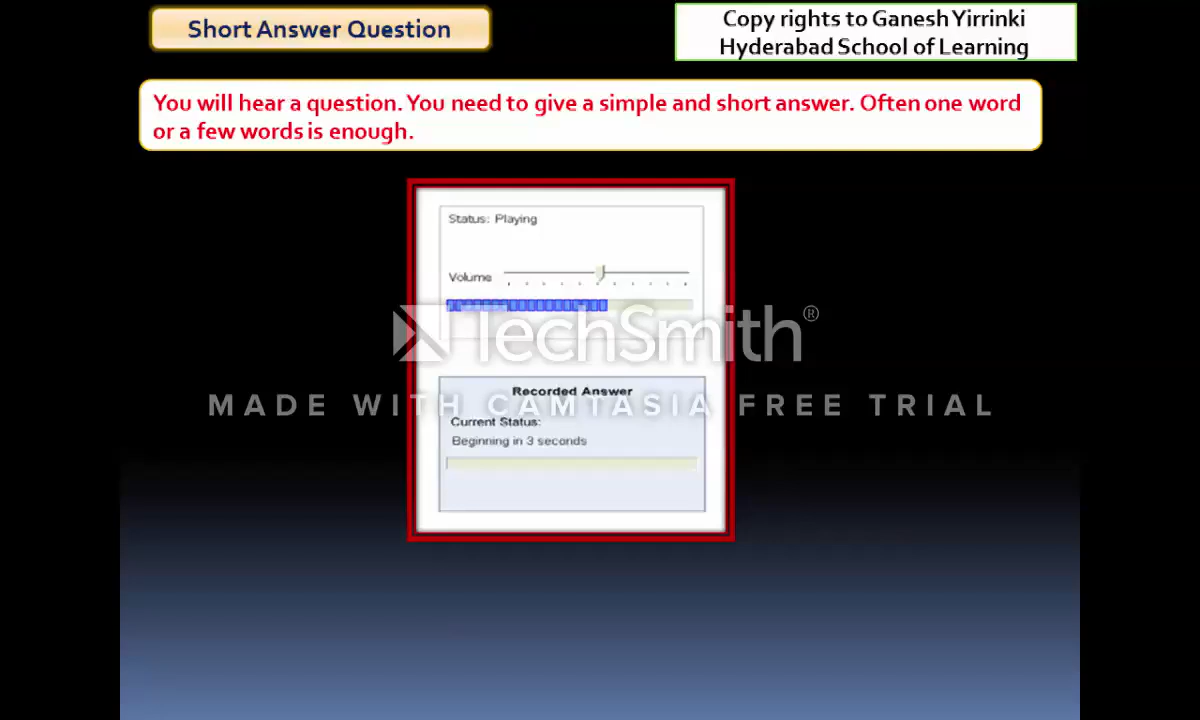 Short Answer Question
Copy rights to Ganesh Yirrinki
Hyderabad School of Learning
You will hear a question. You need to give a simple and short answer. Often one word
or a few words is enough.
Status: Playing
Volume
TechSmith®
MADE WITH CAMTASIA FREE TRIAL
Recorded Answer
Current Status:
Beginning in 3 seconds